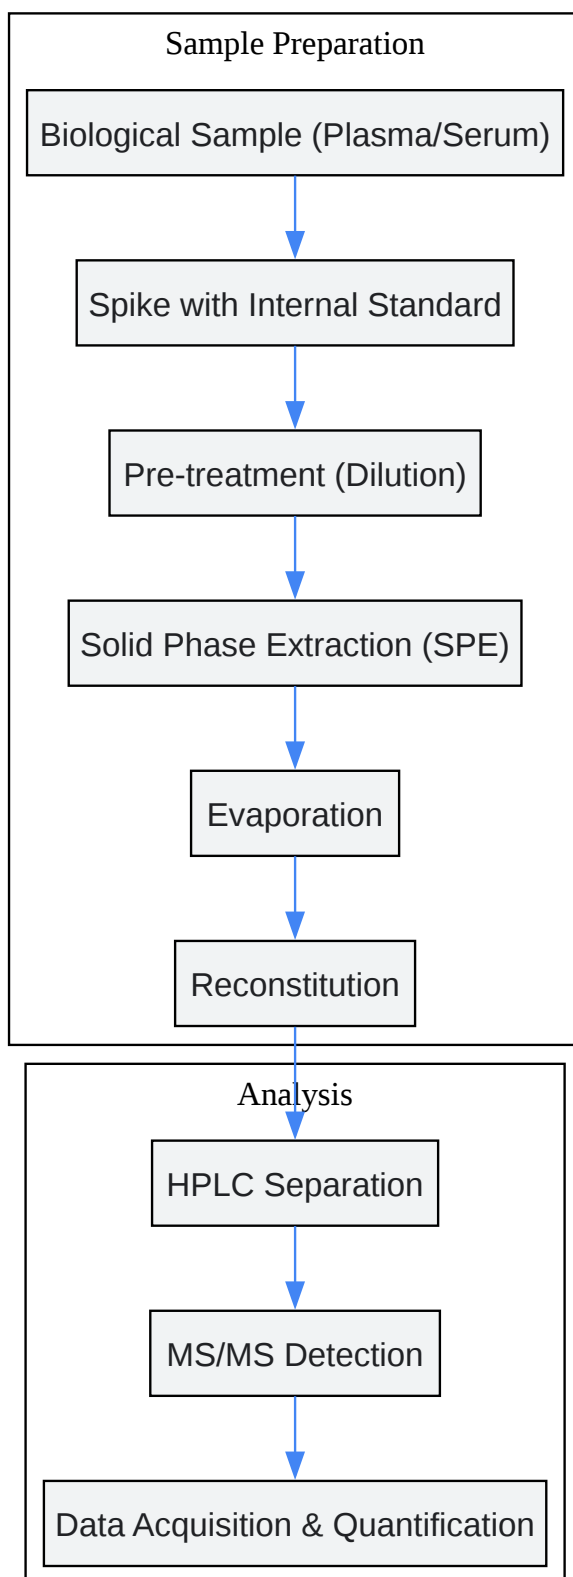 Sample Preparation
Biological Sample (Plasma/Serum)
Spike with Internal Standard
Pre-treatment (Dilution)
Solid Phase Extraction (SPE)
Evaporation
Reconstitution
Analysis
HPLC Separation
MS/MS Detection
Data Acquisition & Quantification